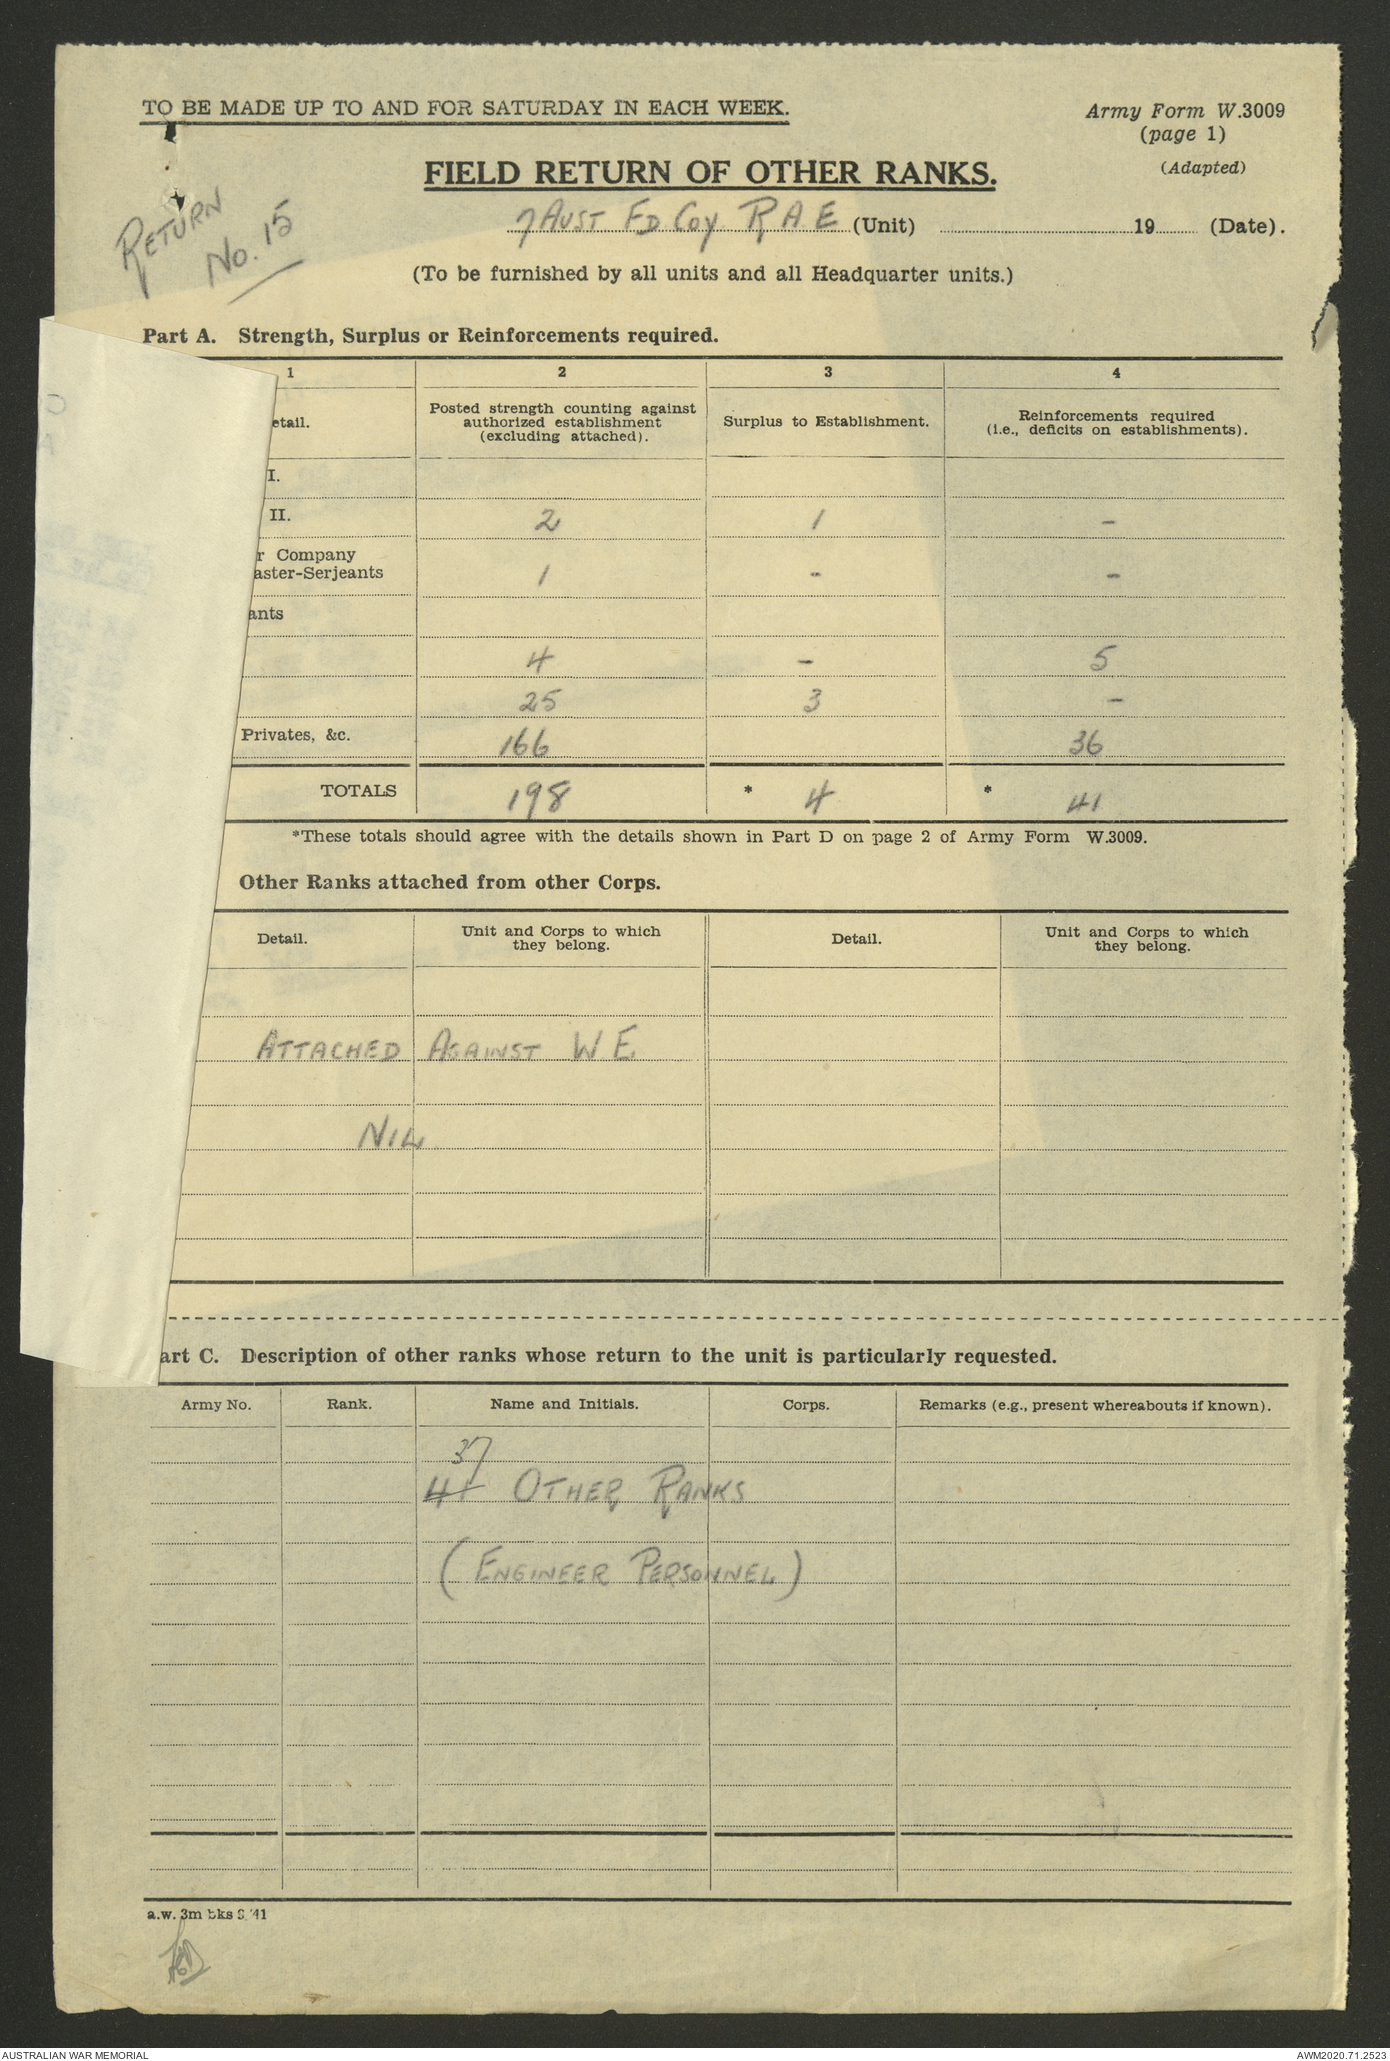 TO BE MADE UP TO AND FOR SATURDAY IN EACH WEEK.
Army Form W.3009
(page 1)
(Adapted)
FIELD RETURN OF OTHER RANKS.
RETURN
No. 15
7 AUST FD COY R A E (Unit) 19 (Date).
(To be furnished by all units and all Headquarter units.)
Part A. Strength, Surplus or Reinforcements required.
1 2 3 4
etail. Posted strength counting against authorized establishment (excluding attached). Surplus to Establishment. Reinforcements required (i.e., deficits on establishments).
I.
II. 2 1 -
r Company
aster-Serjeants 1 - -
ants
4 - 5
25 3 -
Privates, &c. 166 36
TOTALS 198 * 4 * 41
*These totals should agree with the details shown in Part D on page 2 of Army Form W.3009.
Other Ranks attached from other Corps.
Detail. Unit and Corps to which they belong. Detail. Unit and Corps to which they belong.
ATTACHED AGAINST W E
NIL
art C. Description of other ranks whose return to the unit is particularly requested.
Army No. Rank. Name and Initials. Corps. Remarks (e.g., present whereabouts if known).
37
41 OTHER RANKS
(ENGINEER PERSONNEL)
a.w. 3m bks 41
AUSTRALIAN WAR MEMORIAL AWM2020.71.2523